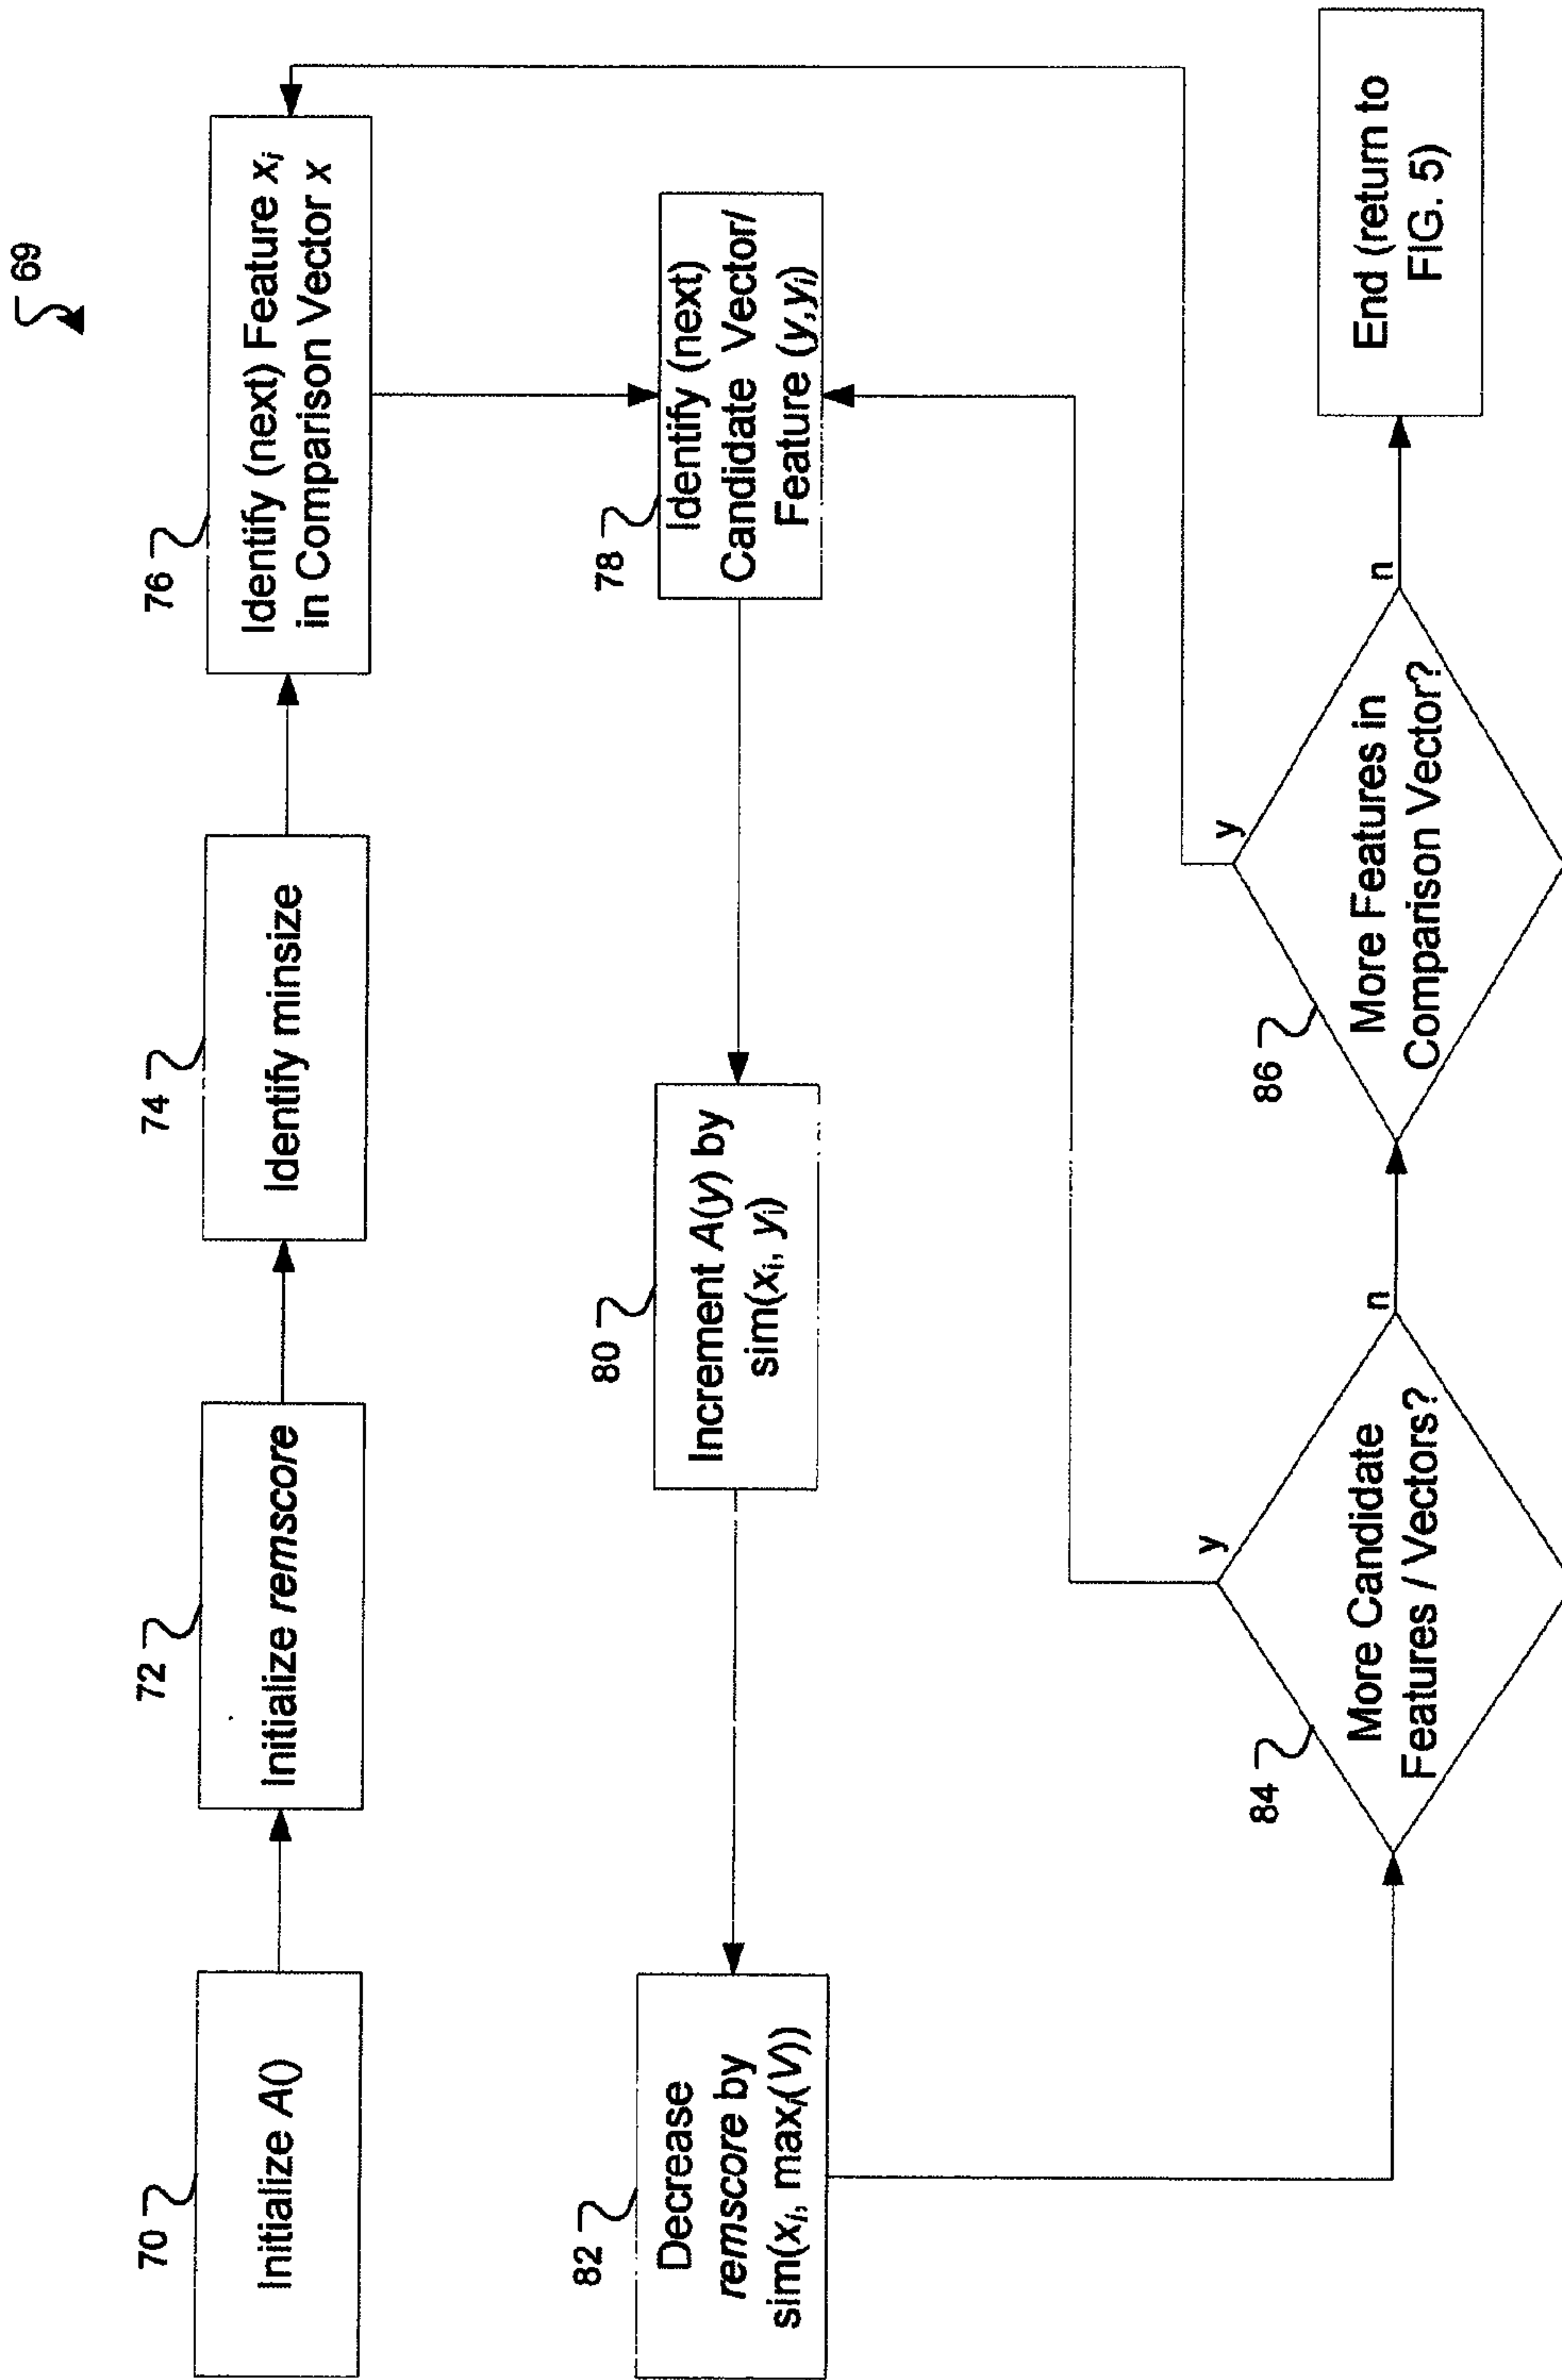 69
70
Initialize A()
72
Initialize remscore
74
Identify minsize
76
Identify (next) Feature xi
in Comparison Vector x
82
Decrease
remscore by
sim(xi, maxi(V))
80
Increment A(y) by
sim(xi, yi)
78
Identify (next)
Candidate Vector/
Feature (y,yi)
84
More Candidate
Features / Vectors?
y
n
86
More Features in
Comparison Vector?
y
n
End (return to
FIG. 5)